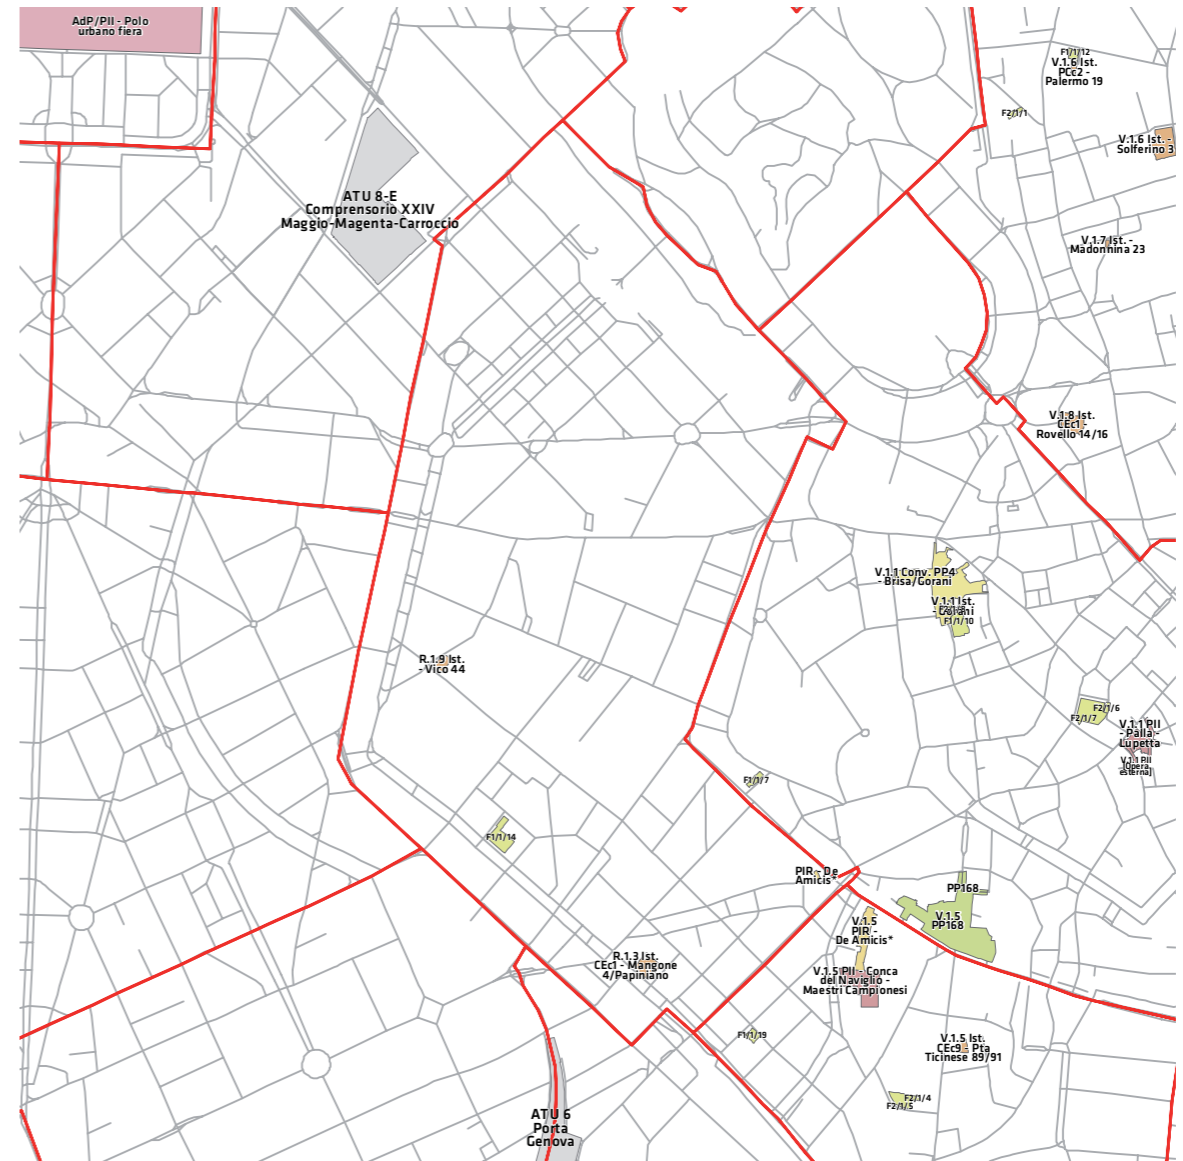 AdP/PII - Polo
urbano fiera
F1/1/12
V.1.6 Ist.
PCc2 -
Palermo 19
F2/1/1
V.1.6 Ist. -
Solferino 3
ATU 8-E
Comprensorio XXIV
Maggio-Magenta-Carroccio
V.1.7 Ist. -
Madonnina 23
V.1.8 Ist.
CEc1
Rovello 14/16
V.1.1 Conv. PP4
- Brisa/Gorani
V.1.1 Ist.
- Gorani
F1/1/10
R.1.9 Ist.
- Vico 44
F2/1/6
F2/1/7
V.1.1 PII
- Palla -
Lupetta
V.1.1 PII
[Opera
esterna]
F1/1/7
F1/1/14
PIR - De
Amicis*
PP168
V.1.5
PP168
V.1.5
PIR -
De Amicis*
R.1.3 Ist.
CEc1 - Mangone
4/Papiniano
V.1.5 PII - Conca
del Naviglio -
Maestri Campionesi
F1/1/19
V.1.5 Ist.
CEc9 - Pta
Ticinese 89/91
F2/1/4
F2/1/5
ATU 6
Porta
Genova